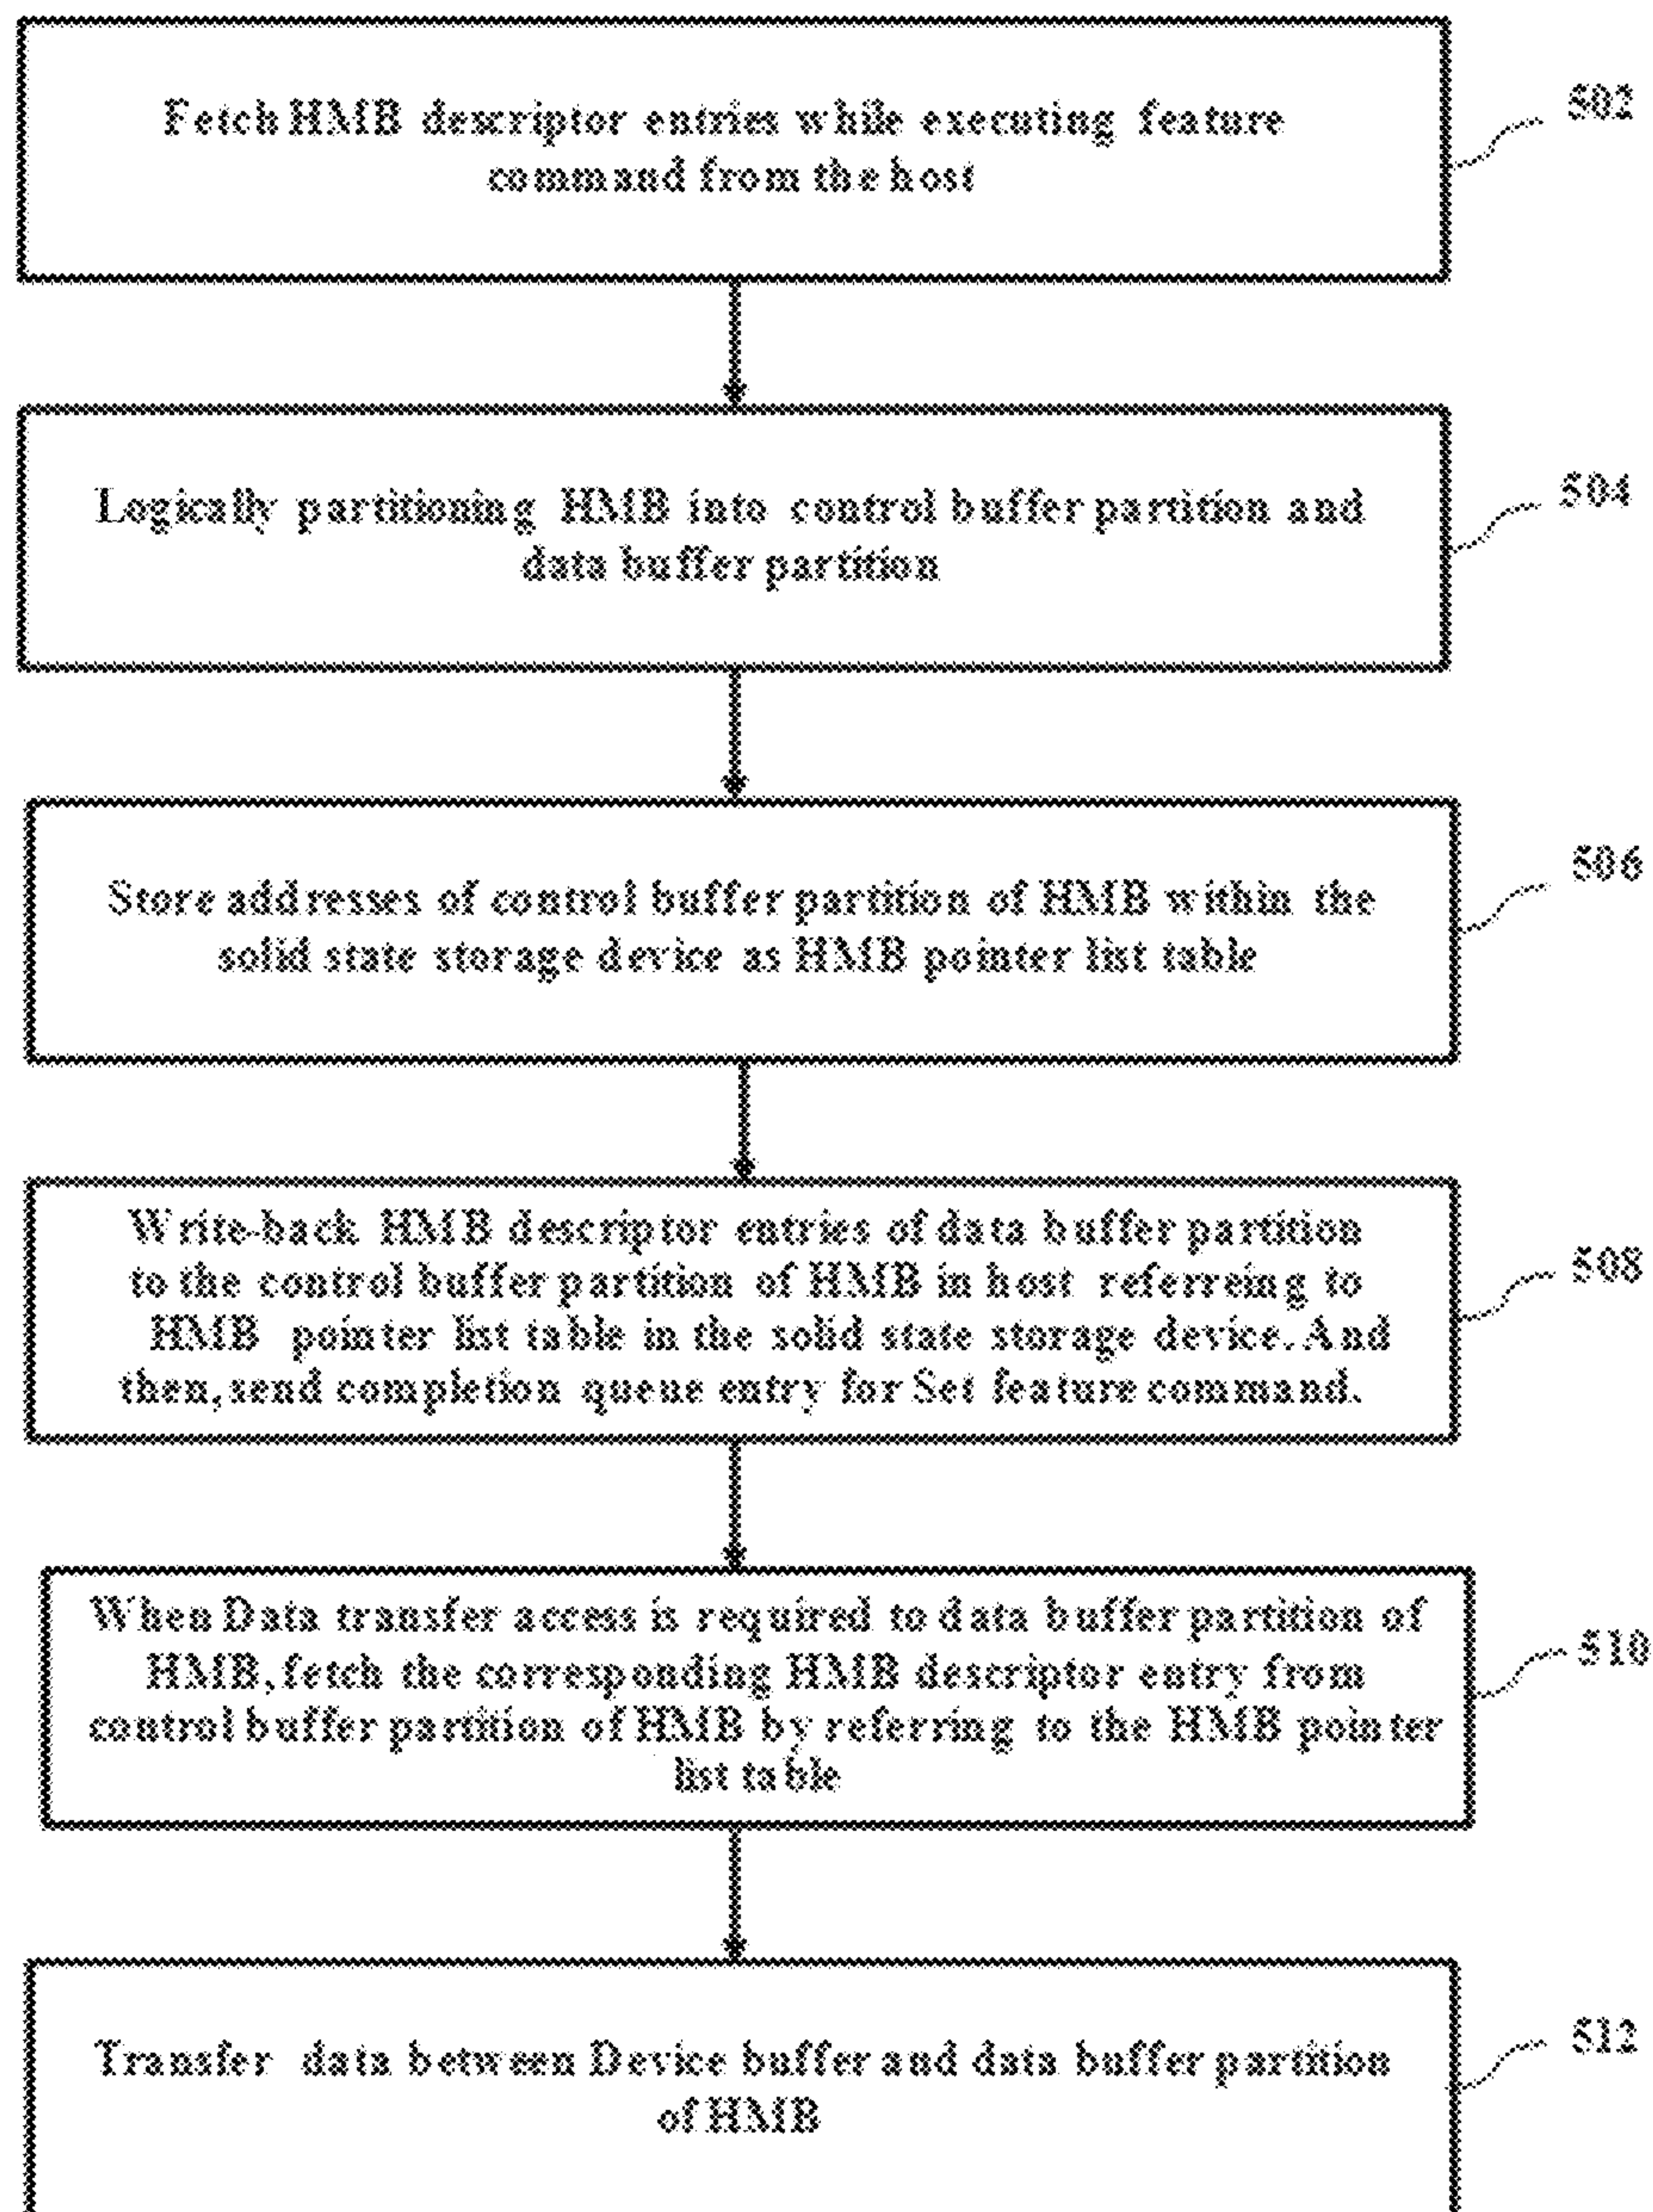 Fetch HMB descriptor entries while executing feature
command from the host
502
Logically partitioning HMB into control buffer partition and
data buffer partition
504
Store addresses of control buffer partition of HMB within the
solid state storage device as HMB pointer list table
506
Write-back HMB descriptor entries of data buffer partition
to the control buffer partition of HMB in host referreing to
HMB pointer list table in the solid state storage device. And
then, send completion queue entry for Set feature command.
508
When Data transfer access is required to data buffer partition of
HMB, fetch the corresponding HMB descriptor entry from
control buffer partition of HMB by referring to the HMB pointer
list table
510
Transfer data between Device buffer and data buffer partition
of HMB
512